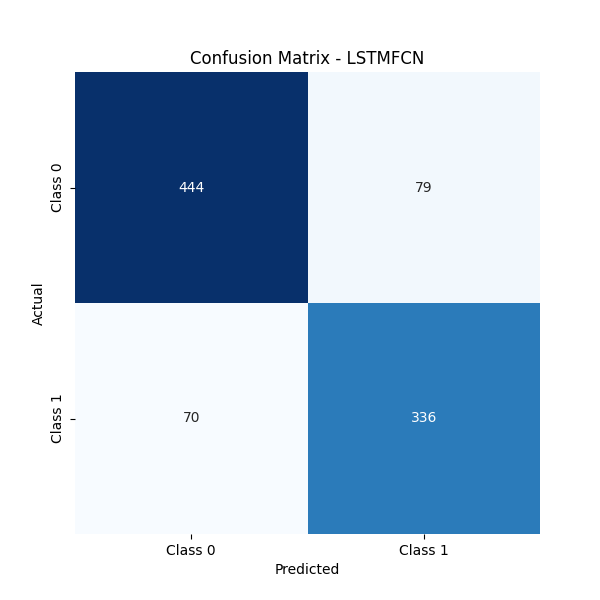 Confusion Matrix - LSTMFCN
Actual
Class 0
444
79
Class 1
70
336
Class 0
Class 1
Predicted